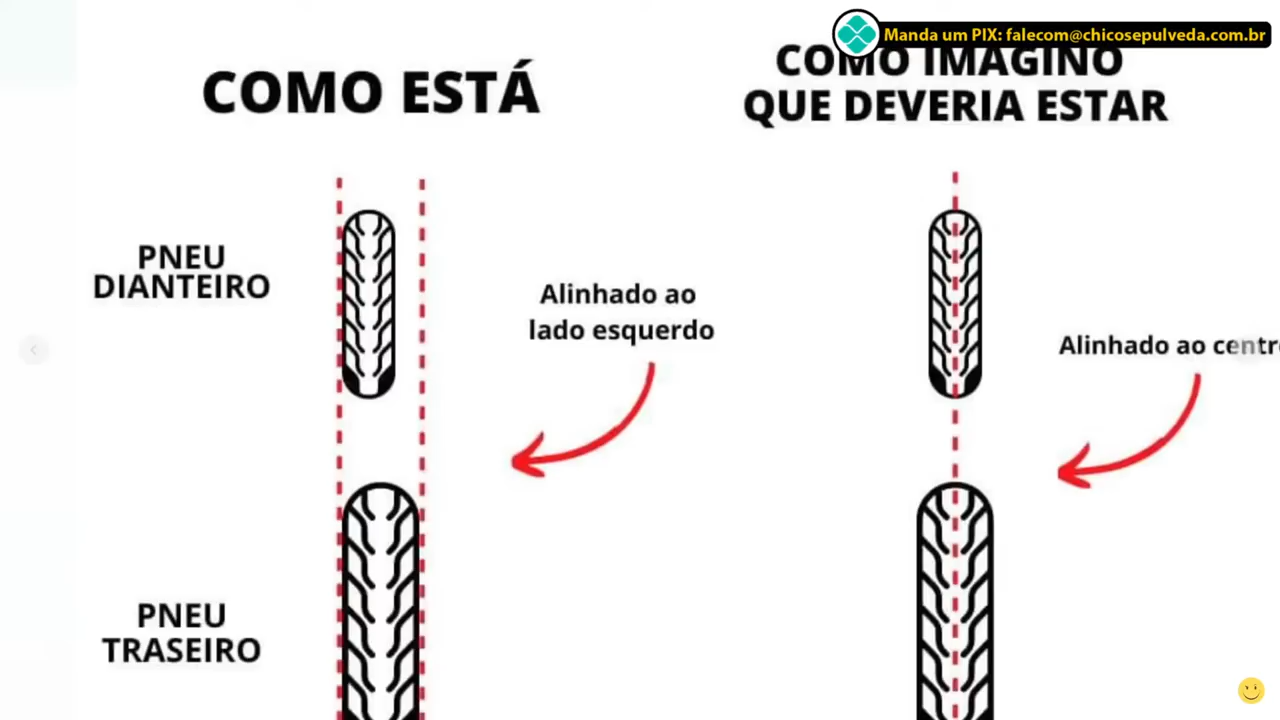 Manda um PIX: falecom@chicosepulveda.com.br
COMO ESTÁ
COMO IMAGINO
QUE DEVERIA ESTAR
PNEU
DIANTEIRO
Alinhado ao
lado esquerdo
Alinhado ao centr
PNEU
TRASEIRO